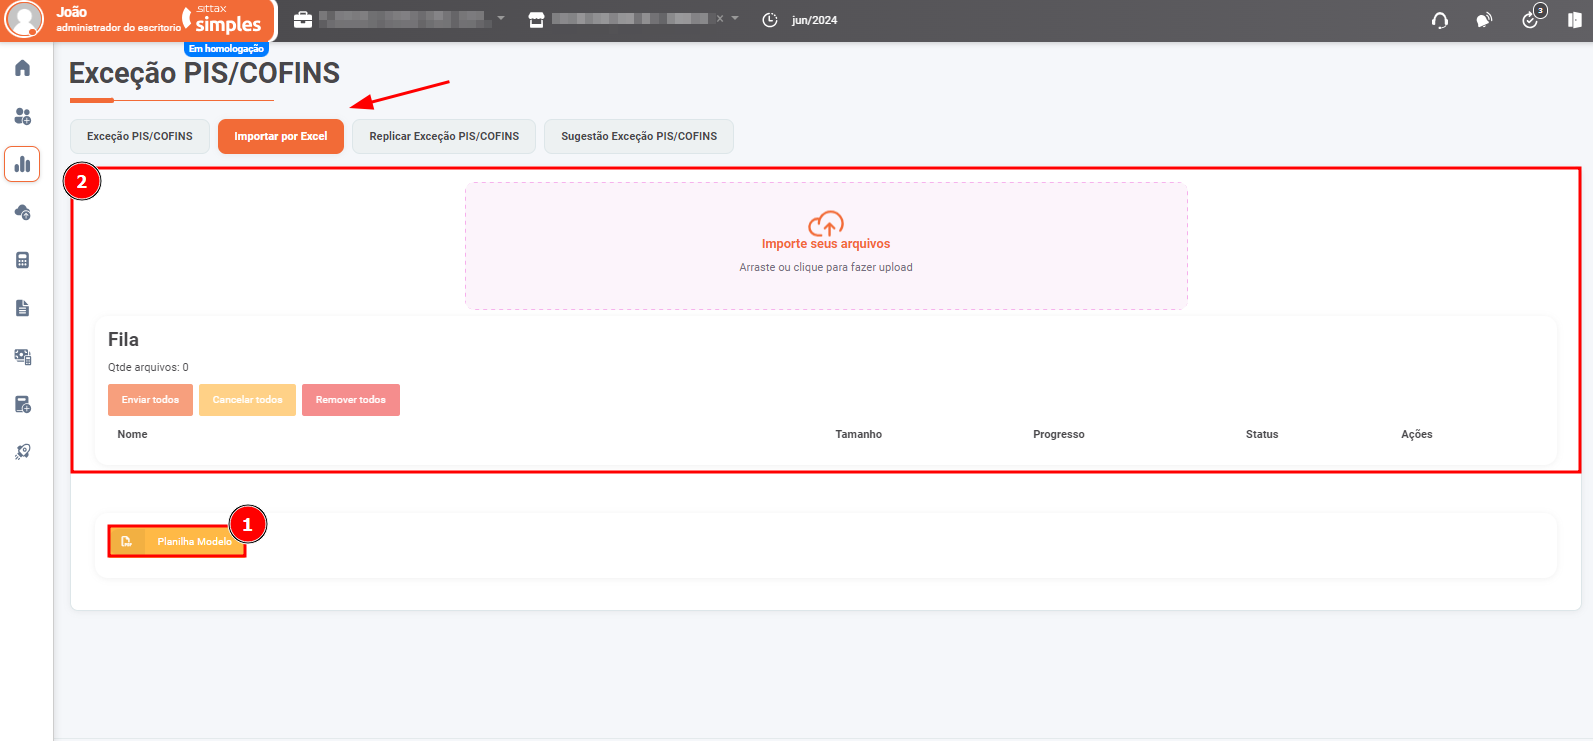 João
administrador do escritorio
sittax
simples
Em homologação
jun/2024
3
Exceção PIS/COFINS
Exceção PIS/COFINS
Importar por Excel
Replicar Exceção PIS/COFINS
Sugestão Exceção PIS/COFINS
2
Importe seus arquivos
Arraste ou clique para fazer upload
Fila
Qtde arquivos: 0
Enviar todos
Cancelar todos
Remover todos
Nome
Tamanho
Progresso
Status
Ações
1
Planilha Modelo